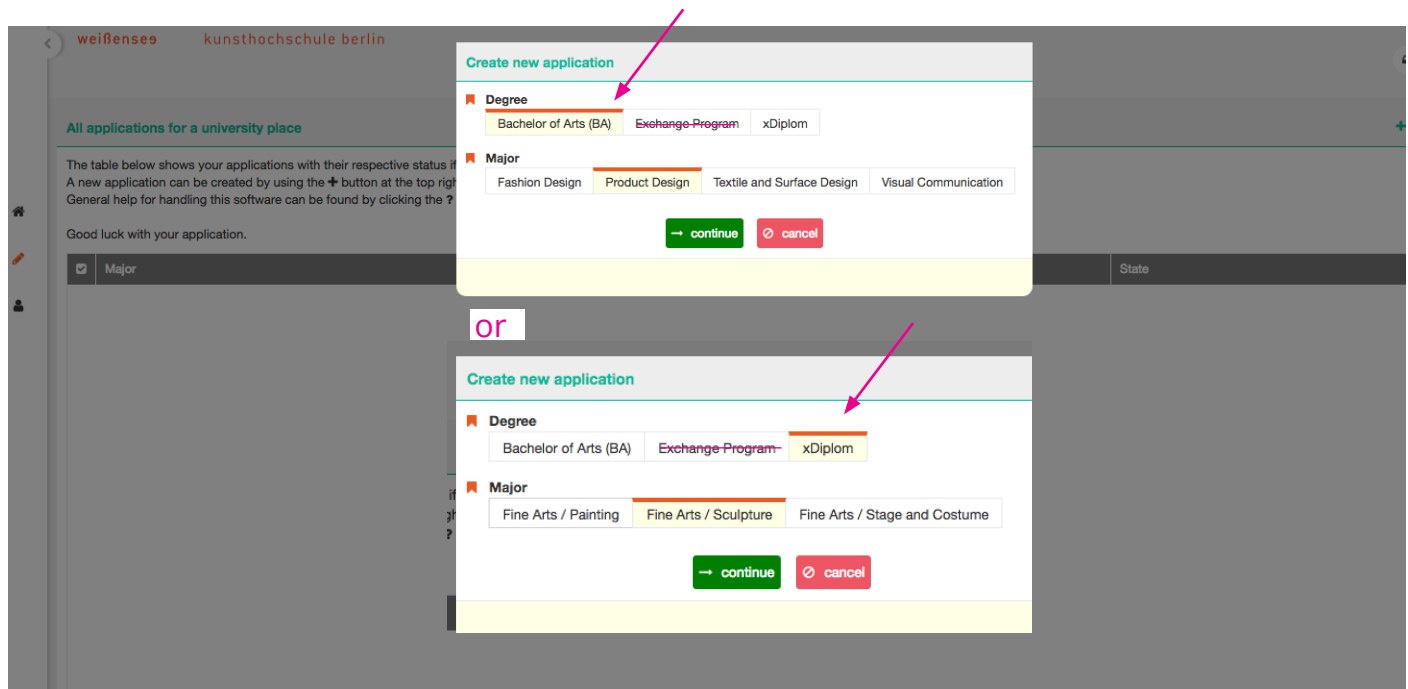 weißensee kunsthochschule berlin
Create new application
Degree
Bachelor of Arts (BA) Exchange Program xDiplom
Major
Fashion Design Product Design Textile and Surface Design Visual Communication
→ continue cancel
All applications for a university place
The table below shows your applications with their respective status if
A new application can be created by using the + button at the top righ
General help for handling this software can be found by clicking the ?
Good luck with your application.
Major State
or
Create new application
Degree
Bachelor of Arts (BA) Exchange Program xDiplom
if
Major
gh
Fine Arts / Painting Fine Arts / Sculpture Fine Arts / Stage and Costume
?
→ continue cancel